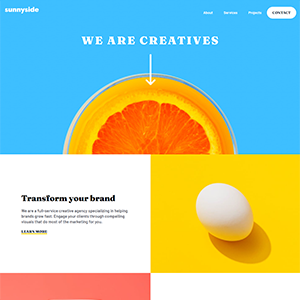 sunnyside
About Services Projects CONTACT
WE ARE CREATIVES
Transform your brand
We are a full-service creative agency specializing in helping
brands grow fast. Engage your clients through compelling
visuals that do most of the marketing for you.
LEARN MORE